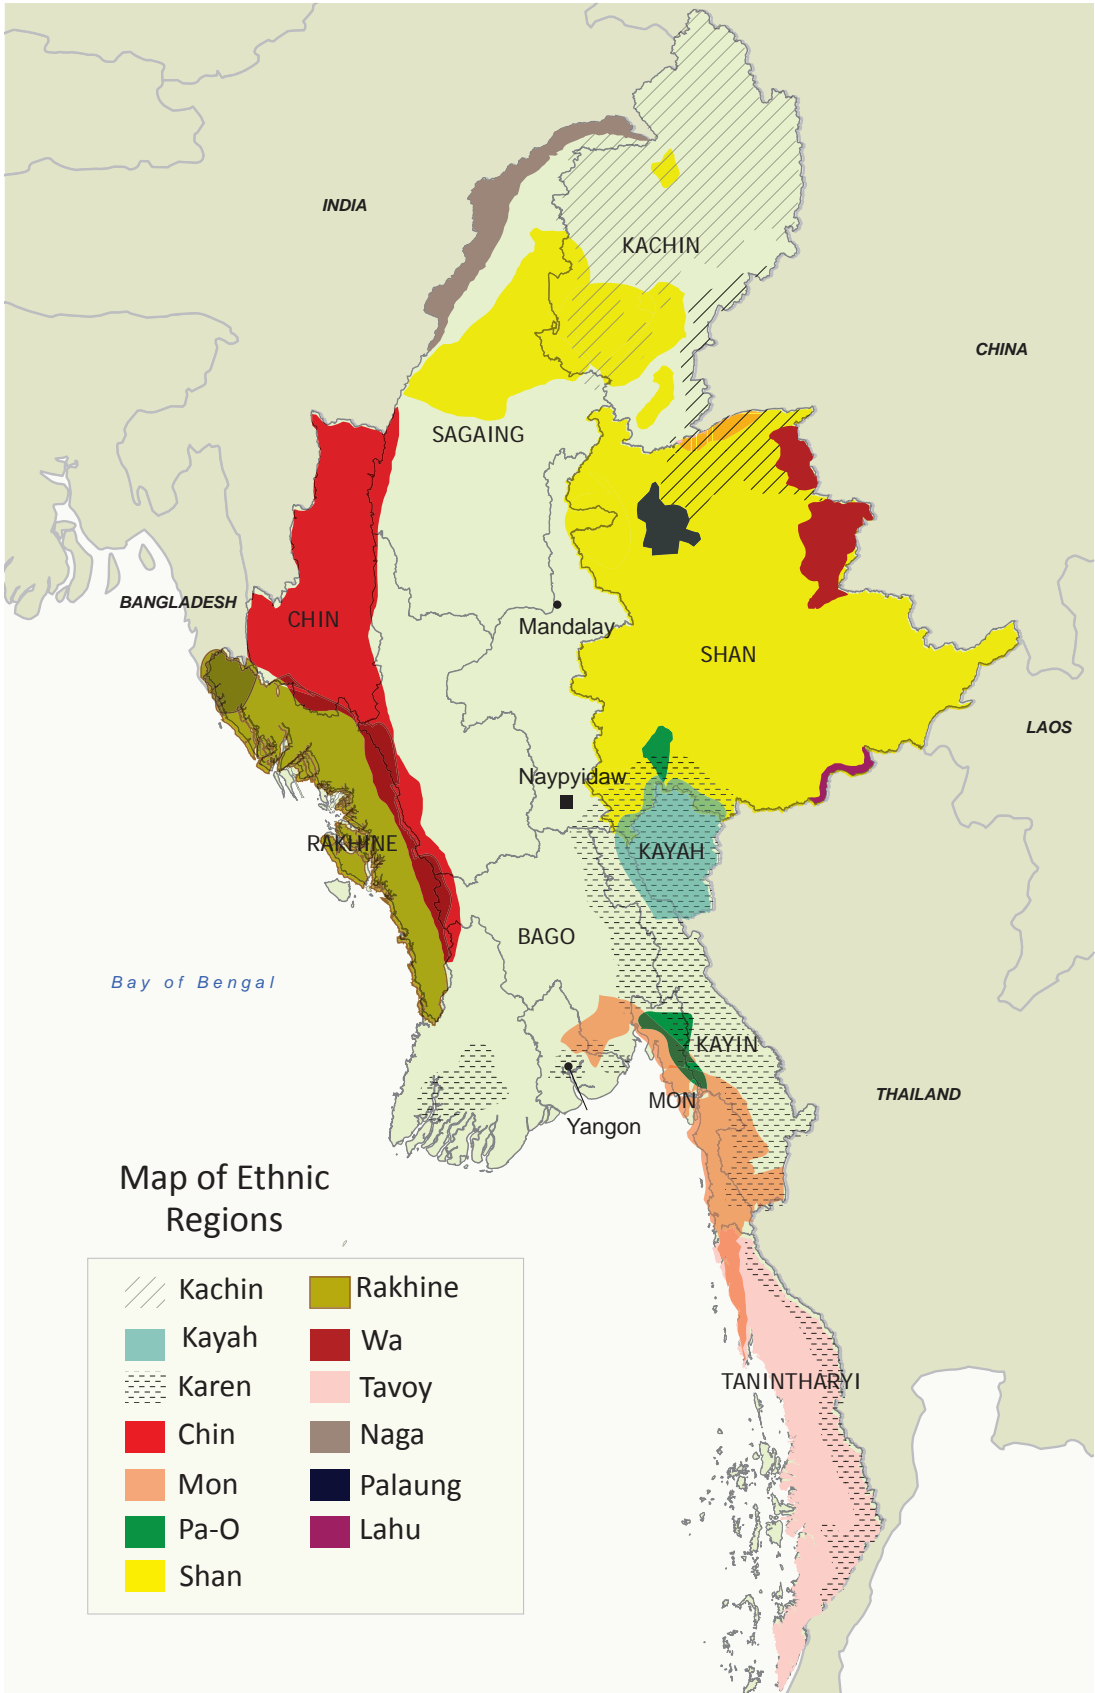 INDIA
KACHIN
CHINA
SAGAING
BANGLADESH
CHIN
Mandalay
SHAN
LAOS
Naypyidaw
RAKHINE
KAYAH
BAGO
Bay of Bengal
KAYIN
MON
THAILAND
Yangon
Map of Ethnic
Regions
Kachin
Rakhine
Kayah
Wa
Karen
Tavoy
TANINTHARYI
Chin
Naga
Mon
Palaung
Pa-O
Lahu
Shan